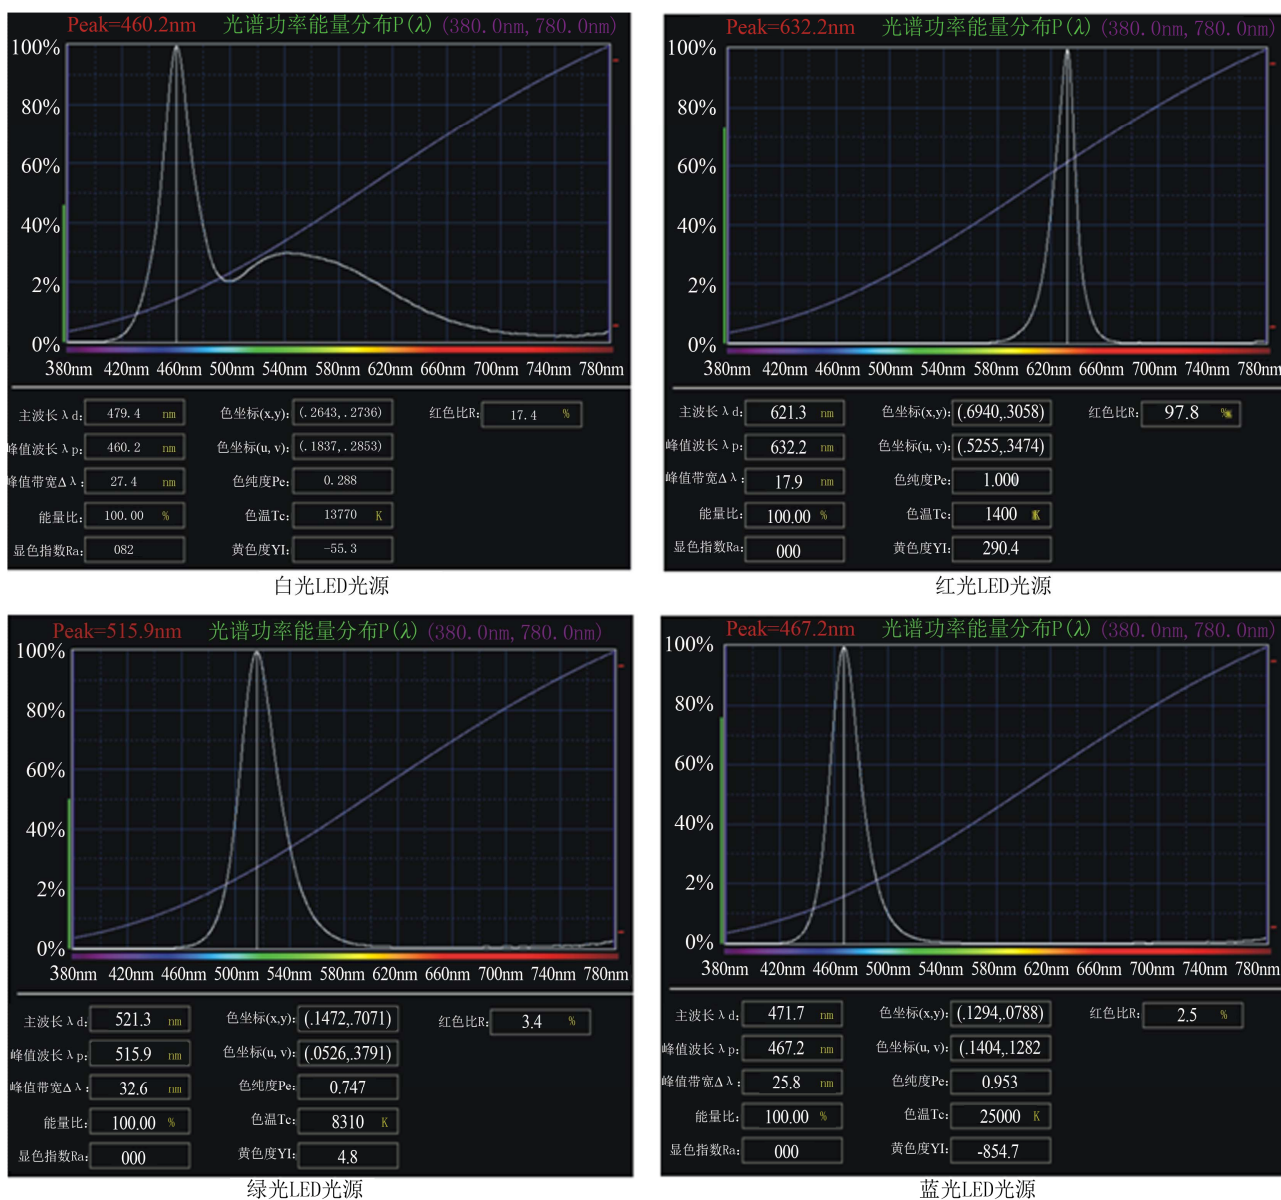 Peak=460.2nm 光谱功率能量分布P(λ) (380.0nm,780.0nm)
100%
80%
60%
40%
2%
0%
380nm 420nm 460nm 500nm 540nm 580nm 620nm 660nm 700nm 740nm 780nm
主波长λd: 479.4 nm 色坐标(x,y): (.2643,.2736) 红色比R: 17.4 %
峰值波长λp: 460.2 nm 色坐标(u,v): (.1837,.2853)
峰值带宽Δλ: 27.4 nm 色纯度Pe: 0.288
能量比: 100.00 % 色温Tc: 13770 K
显色指数Ra: 082 黄色度YI: -55.3
白光LED光源
Peak=632.2nm 光谱功率能量分布P(λ) (380.0nm,780.0nm)
100%
80%
60%
40%
2%
0%
380nm 420nm 460nm 500nm 540nm 580nm 620nm 660nm 700nm 740nm 780nm
主波长λd: 621.3 nm 色坐标(x,y): (.6940,.3058) 红色比R: 97.8 %
峰值波长λp: 632.2 nm 色坐标(u,v): (.5255,.3474)
峰值带宽Δλ: 17.9 nm 色纯度Pe: 1.000
能量比: 100.00 % 色温Tc: 1400 K
显色指数Ra: 000 黄色度YI: 290.4
红光LED光源
Peak=515.9nm 光谱功率能量分布P(λ) (380.0nm,780.0nm)
100%
80%
60%
40%
2%
0%
380nm 420nm 460nm 500nm 540nm 580nm 620nm 660nm 700nm 740nm 780nm
主波长λd: 521.3 nm 色坐标(x,y): (.1472,.7071) 红色比R: 3.4 %
峰值波长λp: 515.9 nm 色坐标(u,v): (.0526,.3791)
峰值带宽Δλ: 32.6 nm 色纯度Pe: 0.747
能量比: 100.00 % 色温Tc: 8310 K
显色指数Ra: 000 黄色度YI: 4.8
绿光LED光源
Peak=467.2nm 光谱功率能量分布P(λ) (380.0nm,780.0nm)
100%
80%
60%
40%
2%
0%
380nm 420nm 460nm 500nm 540nm 580nm 620nm 660nm 700nm 740nm 780nm
主波长λd: 471.7 nm 色坐标(x,y): (.1294,.0788) 红色比R: 2.5 %
峰值波长λp: 467.2 nm 色坐标(u,v): (.1404,.1282
峰值带宽Δλ: 25.8 nm 色纯度Pe: 0.953
能量比: 100.00 % 色温Tc: 25000 K
显色指数Ra: 000 黄色度YI: -854.7
蓝光LED光源